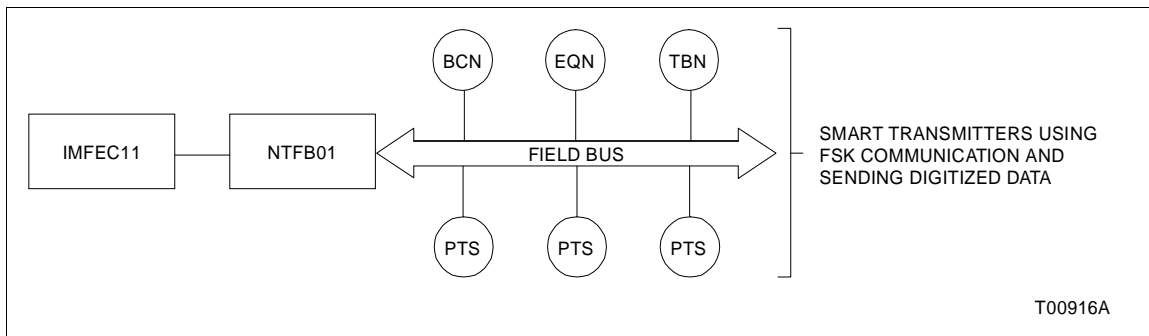 BCN
EQN
TBN
IMFEC11
NTFB01
FIELD BUS
SMART TRANSMITTERS USING
FSK COMMUNICATION AND
SENDING DIGITIZED DATA
PTS
PTS
PTS
T00916A